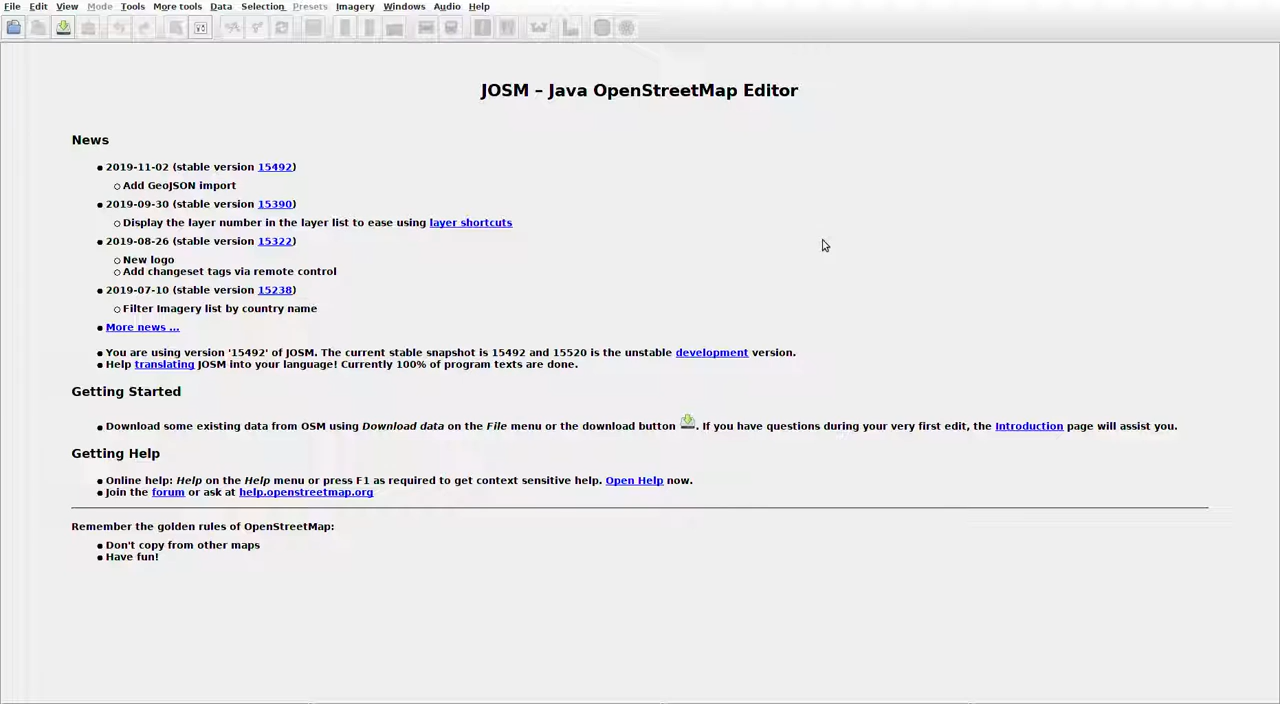 File Edit View Mode Tools More tools Data Selection Presets Imagery Windows Audio Help
JOSM – Java OpenStreetMap Editor
News
2019-11-02 (stable version 15492)
Add GeoJSON import
2019-09-30 (stable version 15390)
Display the layer number in the layer list to ease using layer shortcuts
2019-08-26 (stable version 15322)
New logo
Add changeset tags via remote control
2019-07-10 (stable version 15238)
Filter Imagery list by country name
More news ...
You are using version '15492' of JOSM. The current stable snapshot is 15492 and 15520 is the unstable development version.
Help translating JOSM into your language! Currently 100% of program texts are done.
Getting Started
Download some existing data from OSM using Download data on the File menu or the download button . If you have questions during your very first edit, the Introduction page will assist you.
Getting Help
Online help: Help on the Help menu or press F1 as required to get context sensitive help. Open Help now.
Join the forum or ask at help.openstreetmap.org
Remember the golden rules of OpenStreetMap:
Don't copy from other maps
Have fun!